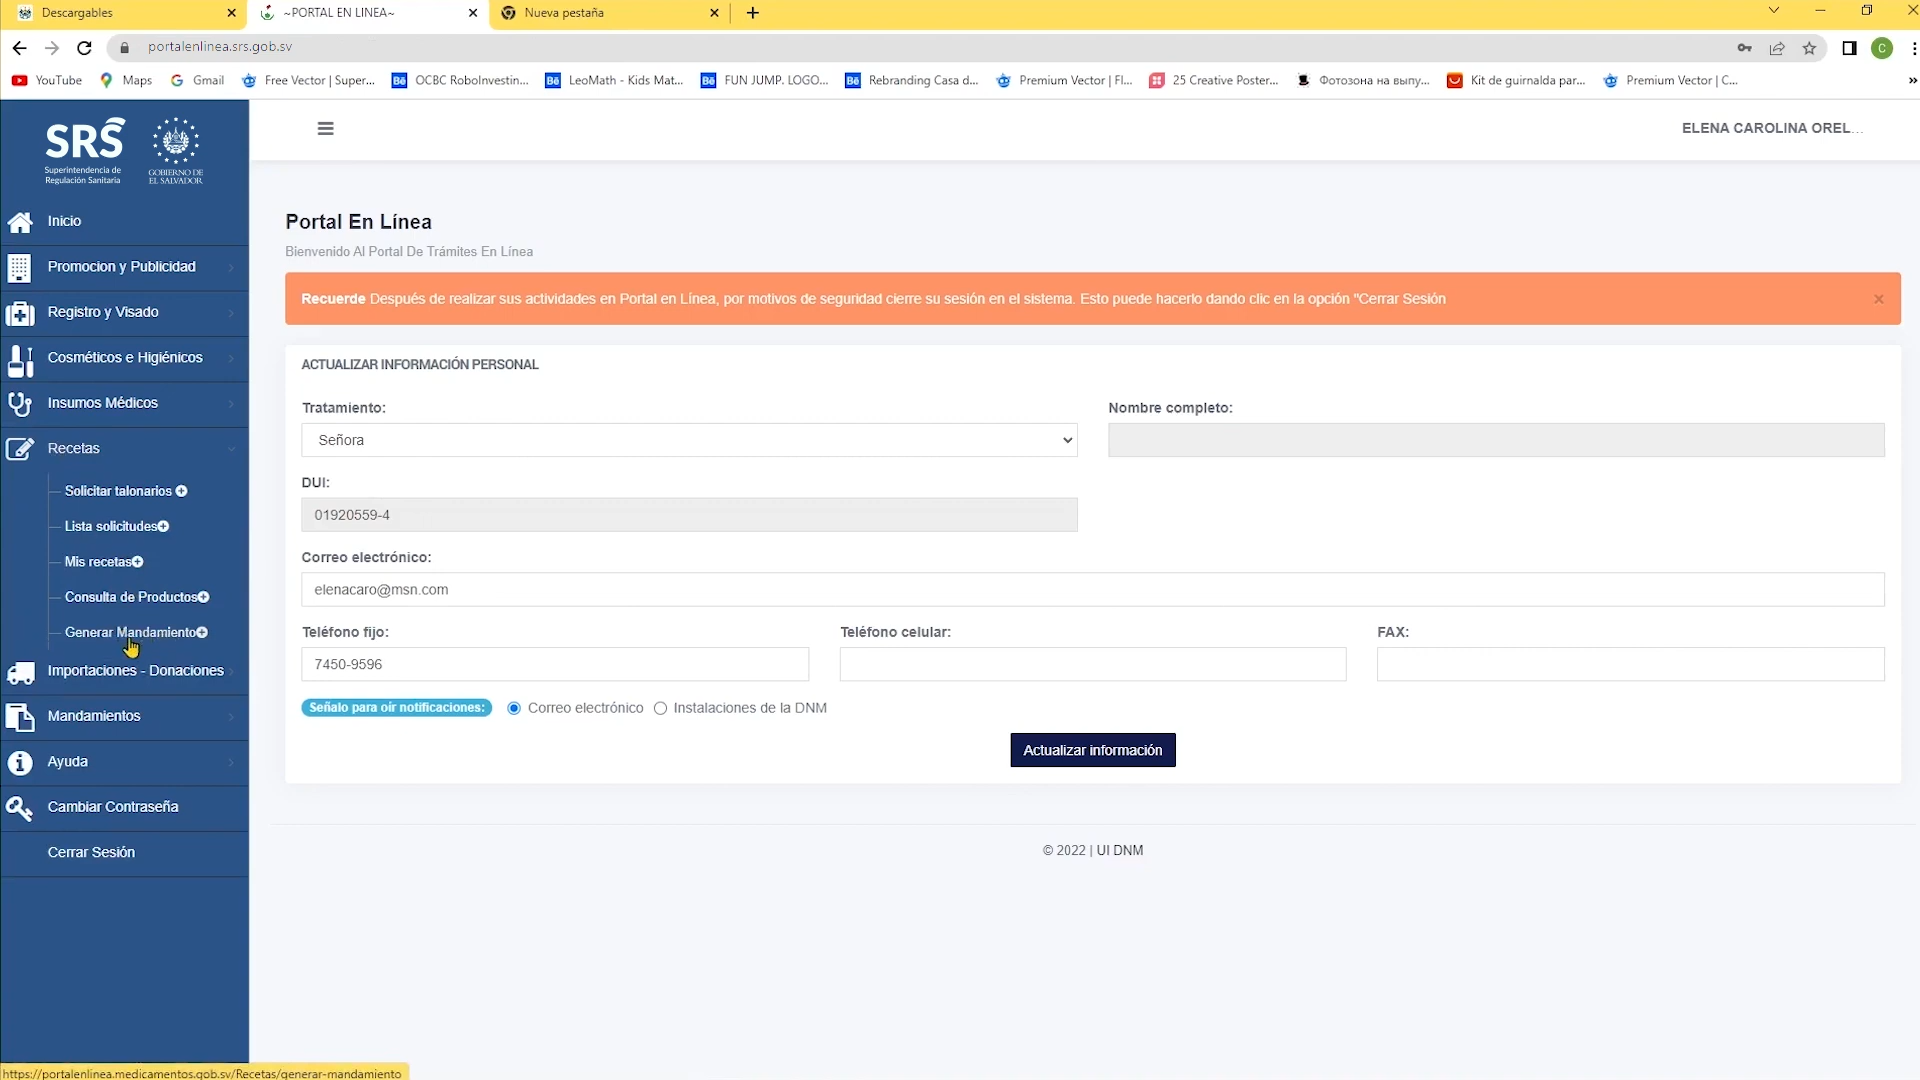 Descargables
~PORTAL EN LINEA~
Nueva pestaña
portalenlinea.srs.gob.sv
C
YouTube
Maps
Gmail
Free Vector | Super...
OCBC RoboInvestin...
LeoMath - Kids Mat...
FUN JUMP. LOGO...
Rebranding Casa d...
Premium Vector | Fl...
25 Creative Poster...
Фотозона на выпу...
Kit de guirnalda par...
Premium Vector | C...
SRS
Superintendencia de
Regulación Sanitaria
GOBIERNO DE
EL SALVADOR
ELENA CAROLINA OREL...
Inicio
Promocion y Publicidad
Registro y Visado
Cosméticos e Higiénicos
Insumos Médicos
Recetas
Solicitar talonarios
Lista solicitudes
Mis recetas
Consulta de Productos
Generar Mandamiento
Importaciones - Donaciones
Mandamientos
Ayuda
Cambiar Contraseña
Cerrar Sesión
Portal En Línea
Bienvenido Al Portal De Trámites En Línea
Recuerde Después de realizar sus actividades en Portal en Línea, por motivos de seguridad cierre su sesión en el sistema. Esto puede hacerlo dando clic en la opción "Cerrar Sesión
ACTUALIZAR INFORMACIÓN PERSONAL
Tratamiento:
Nombre completo:
Señora
DUI:
01920559-4
Correo electrónico:
elenacaro@msn.com
Teléfono fijo:
Teléfono celular:
FAX:
7450-9596
Señalo para oír notificaciones:
Correo electrónico
Instalaciones de la DNM
Actualizar información
© 2022 | UI DNM
https://portalenlinea.medicamentos.gob.sv/Recetas/generar-mandamiento